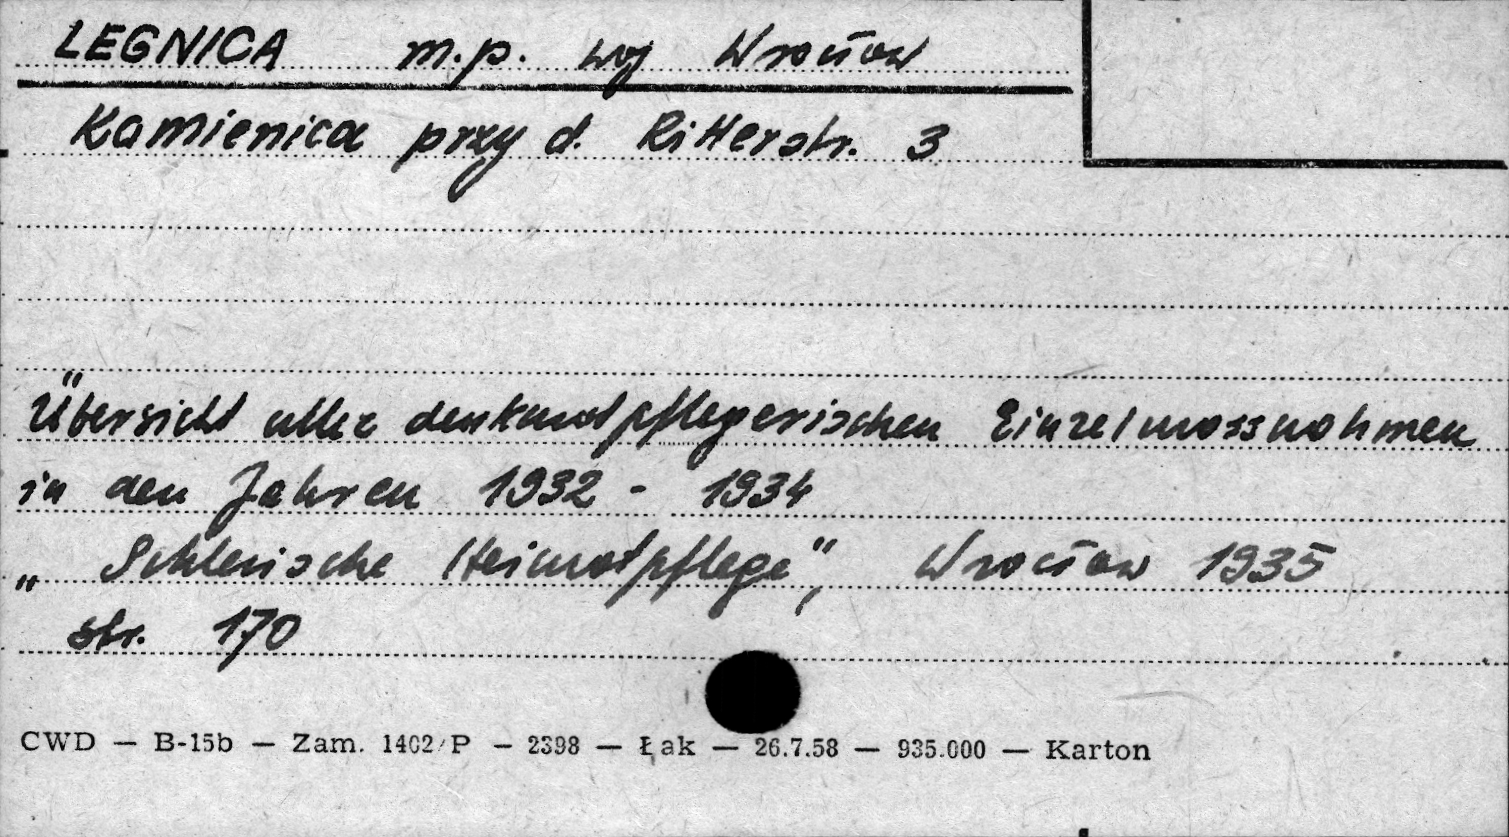 LEGNICA m.p. woj Wrocław
Kamienica przy d. Ritterstr. 3
Übersicht aller denkmalpflegerischen Einzelmassnahmen
in den Jahren 1932 - 1934
„Schlesische Heimatpflege", Wrocław 1935
str. 170
CWD — B-15b — Zam. 1402/P — 2398 — Łak — 26.7.58 — 935.000 — Karton